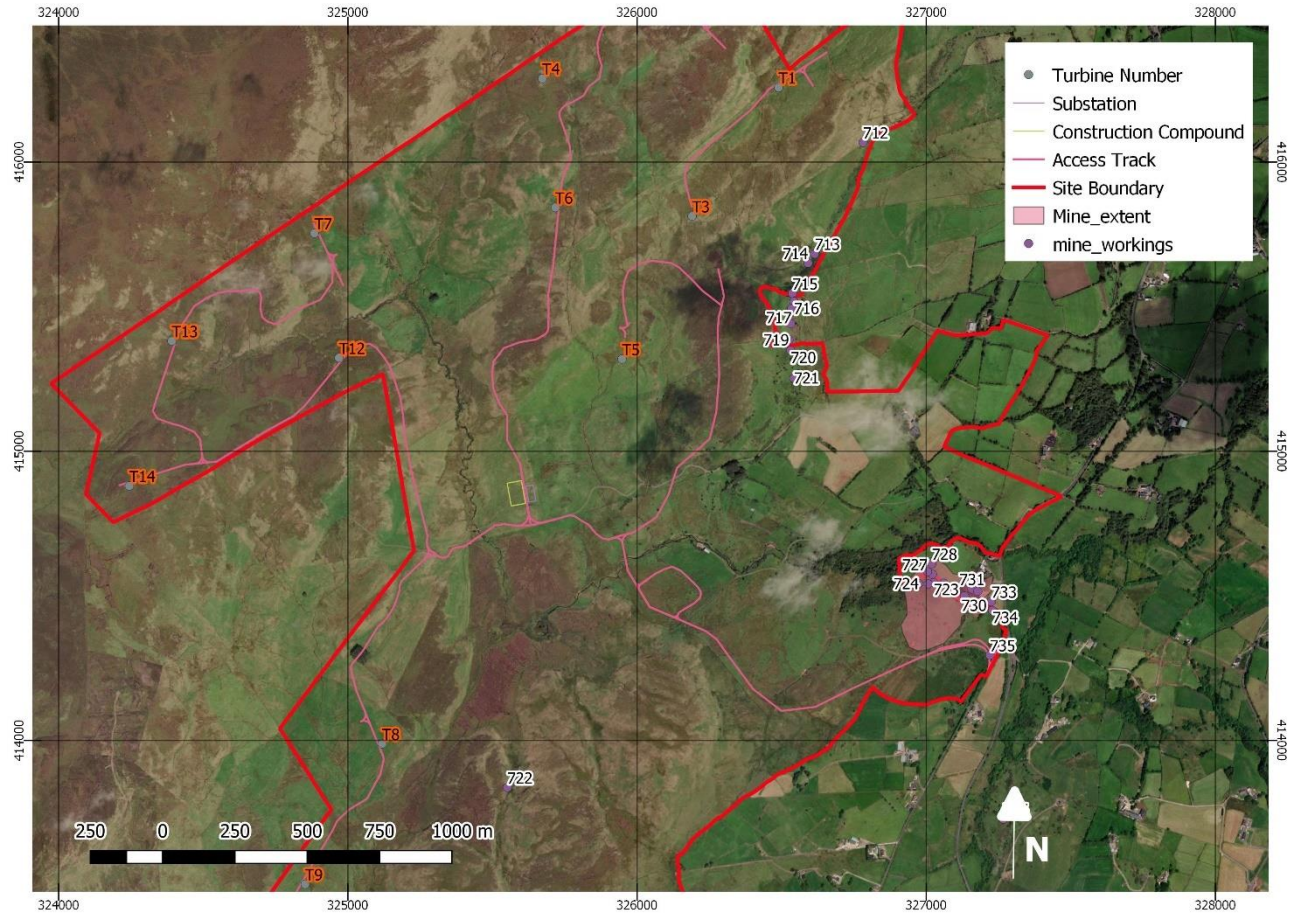 324000 325000 326000 327000 328000
Turbine Number
Substation
Construction Compound
Access Track
Site Boundary
Mine_extent
mine_workings
T4
T1
712
416000 416000
T6
T3
T7
713
714
715
716
717
T13
T12
T5
719
720
721
415000 415000
T14
728
727
731
724
723
733
730
734
735
414000 414000
T8
722
250 0 250 500 750 1000 m
N
T9
324000 325000 326000 327000 328000